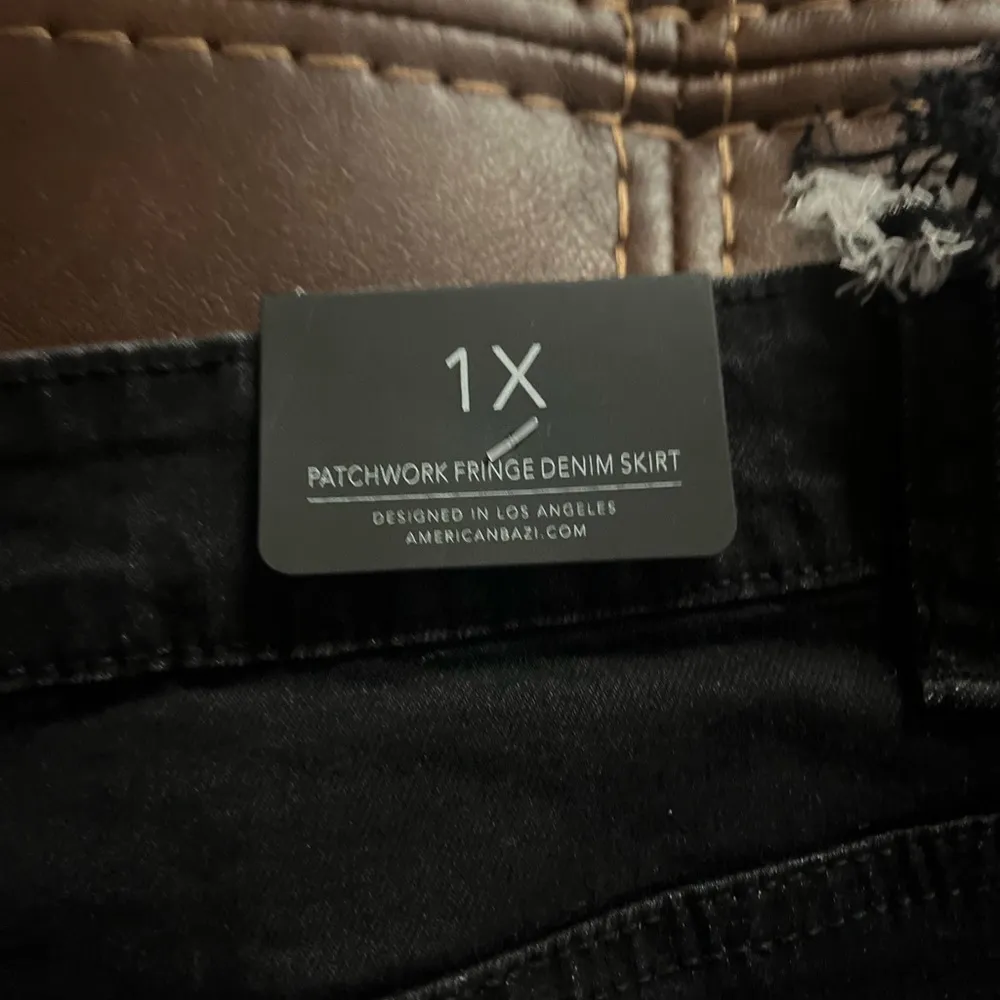 1X
PATCHWORK FRINGE DENIM SKIRT
DESIGNED IN LOS ANGELES
AMERICANBAZI.COM